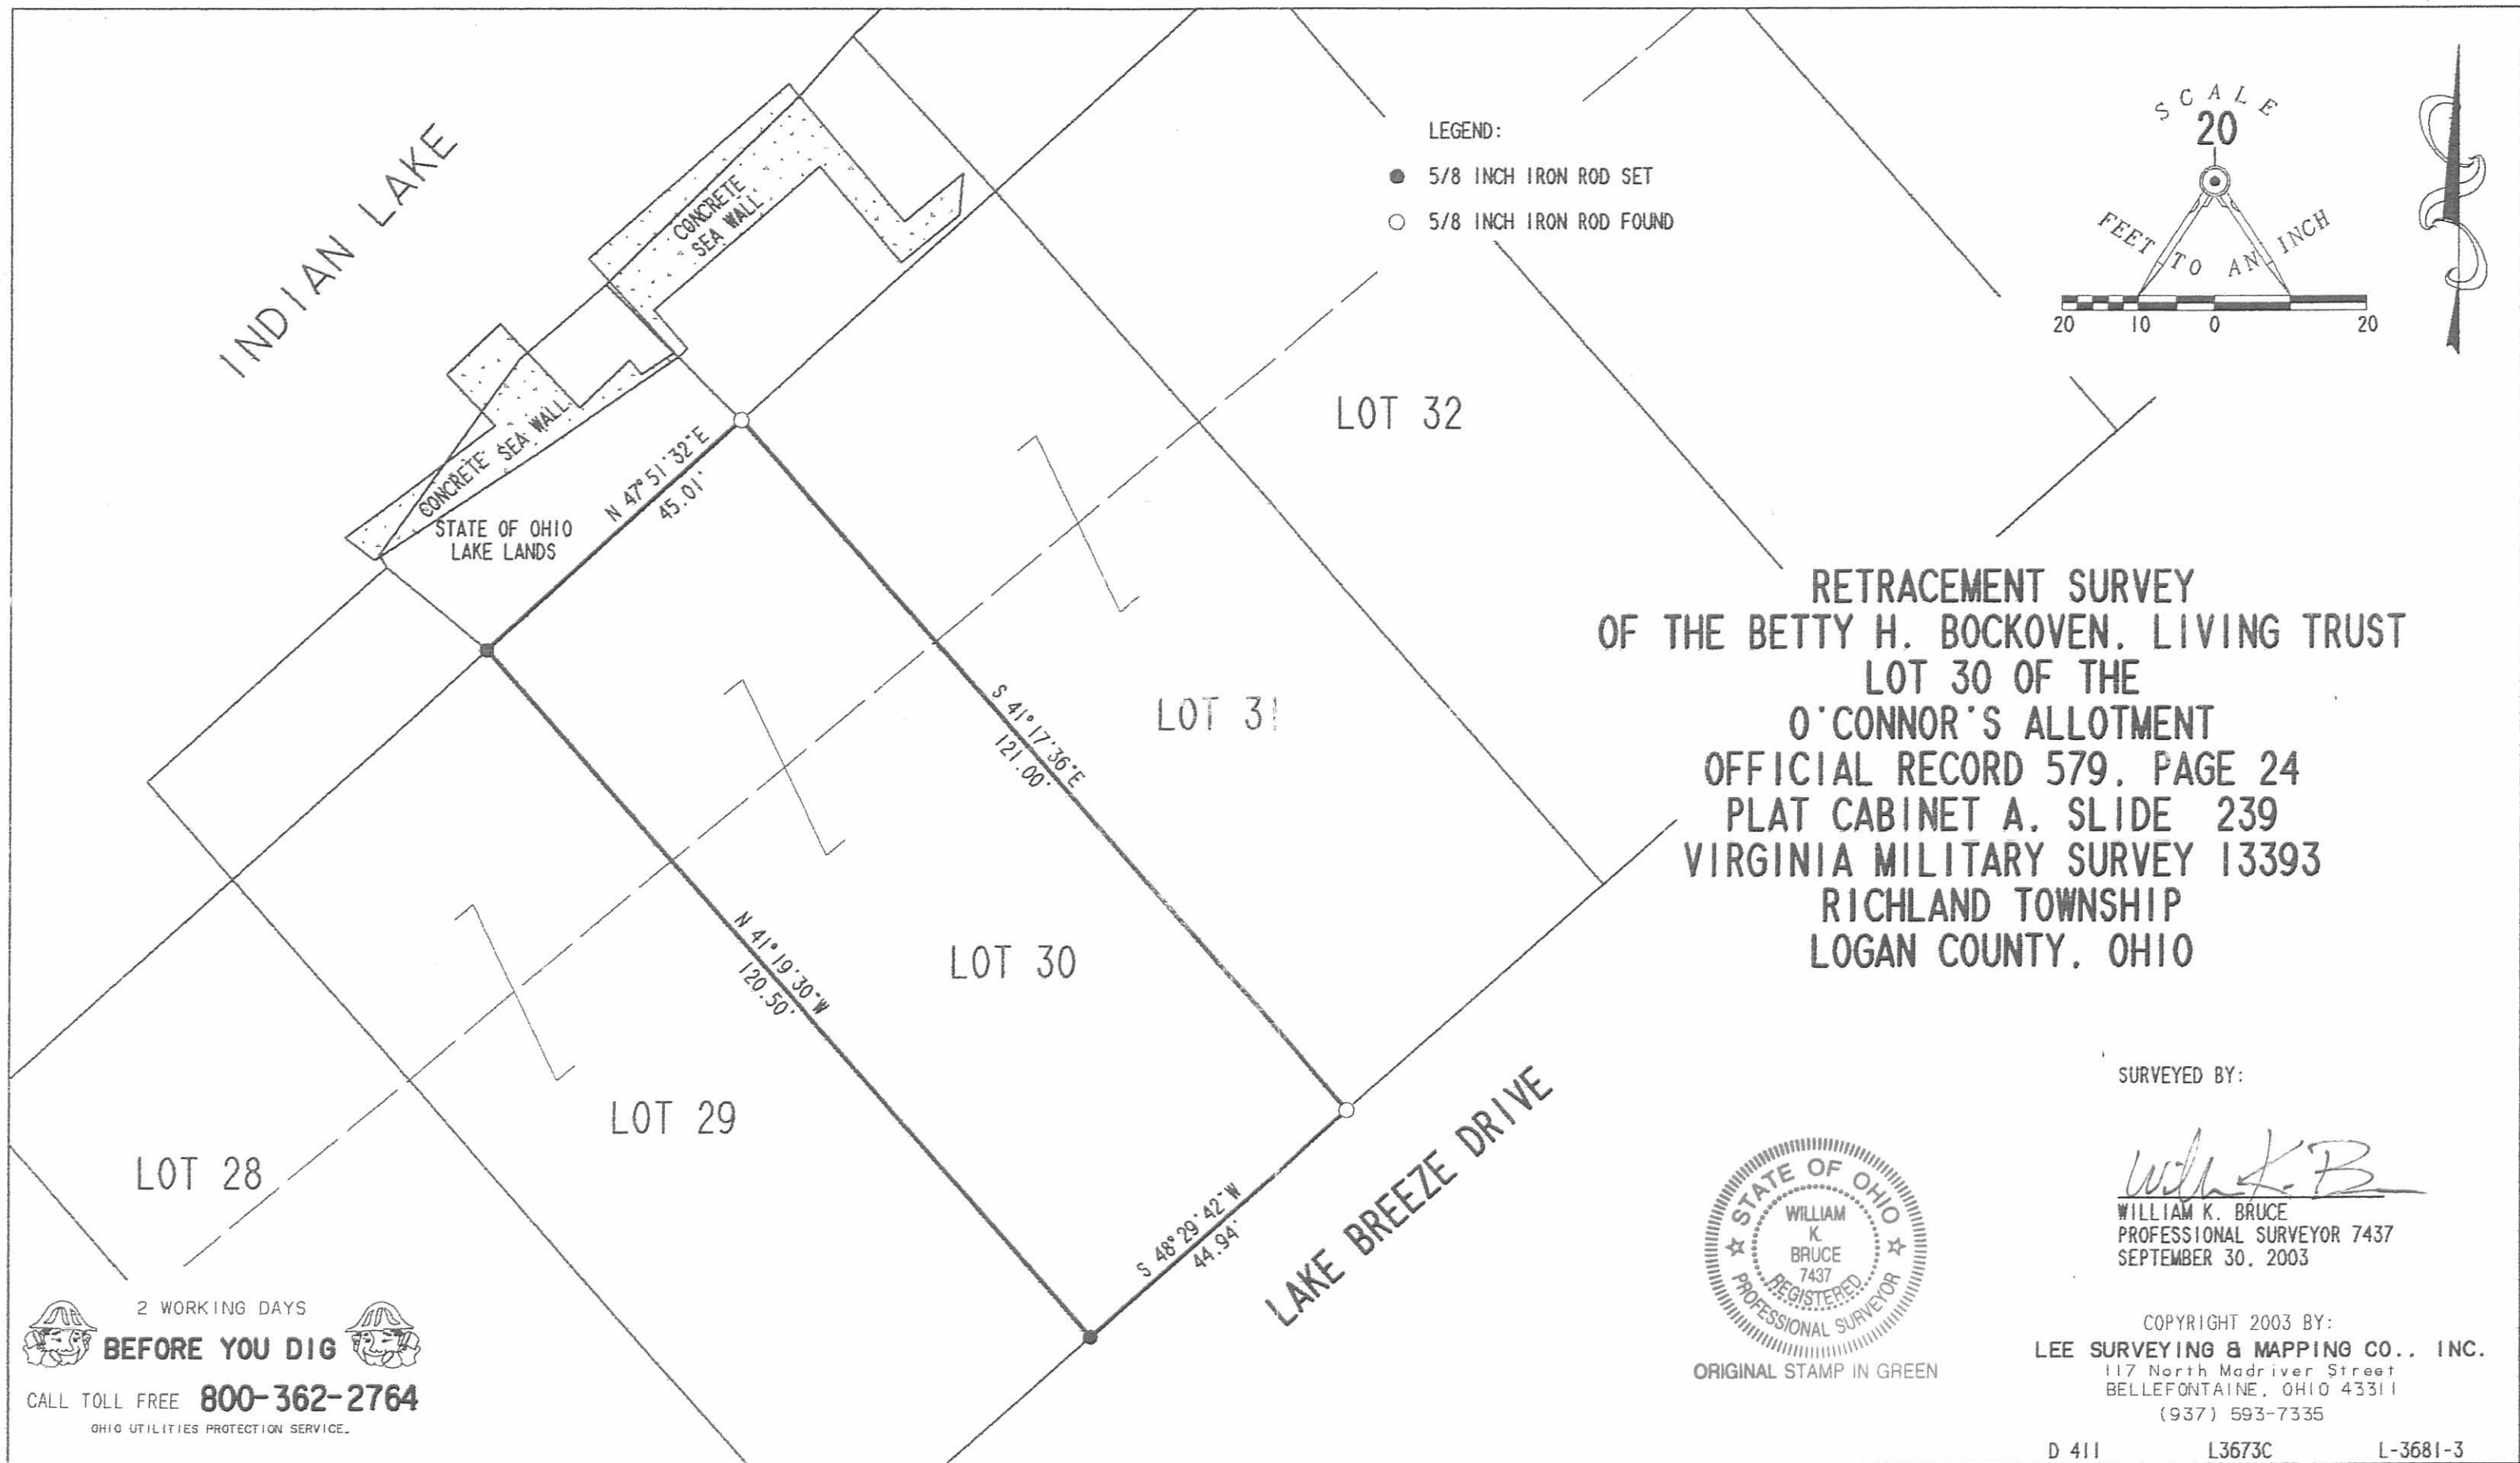 INDIAN LAKE
CONCRETE
SEA WALL
CONCRETE SEA WALL
STATE OF OHIO
LAKE LANDS
LEGEND:
5/8 INCH IRON ROD SET
5/8 INCH IRON ROD FOUND
SCALE
20
FEET TO AN INCH
20 10 0 20
LOT 32
N 47°51'32"E
45.01'
S 41°17'36"E
121.00'
LOT 31
N 41°19'30"W
120.50'
LOT 30
LOT 29
LOT 28
S 48°29'42"W
44.94'
LAKE BREEZE DRIVE
RETRACEMENT SURVEY
OF THE BETTY H. BOCKOVEN. LIVING TRUST
LOT 30 OF THE
O'CONNOR'S ALLOTMENT
OFFICIAL RECORD 579. PAGE 24
PLAT CABINET A. SLIDE 239
VIRGINIA MILITARY SURVEY 13393
RICHLAND TOWNSHIP
LOGAN COUNTY. OHIO
2 WORKING DAYS
BEFORE YOU DIG
CALL TOLL FREE 800-362-2764
OHIO UTILITIES PROTECTION SERVICE.
STATE OF OHIO
WILLIAM
K.
BRUCE
7437
REGISTERED
PROFESSIONAL SURVEYOR
ORIGINAL STAMP IN GREEN
SURVEYED BY:
Will K. B
WILLIAM K. BRUCE
PROFESSIONAL SURVEYOR 7437
SEPTEMBER 30, 2003
COPYRIGHT 2003 BY:
LEE SURVEYING & MAPPING CO., INC.
117 North Madriver Street
BELLEFONTAINE, OHIO 43311
(937) 593-7335
D 411 L3673C L-3681-3